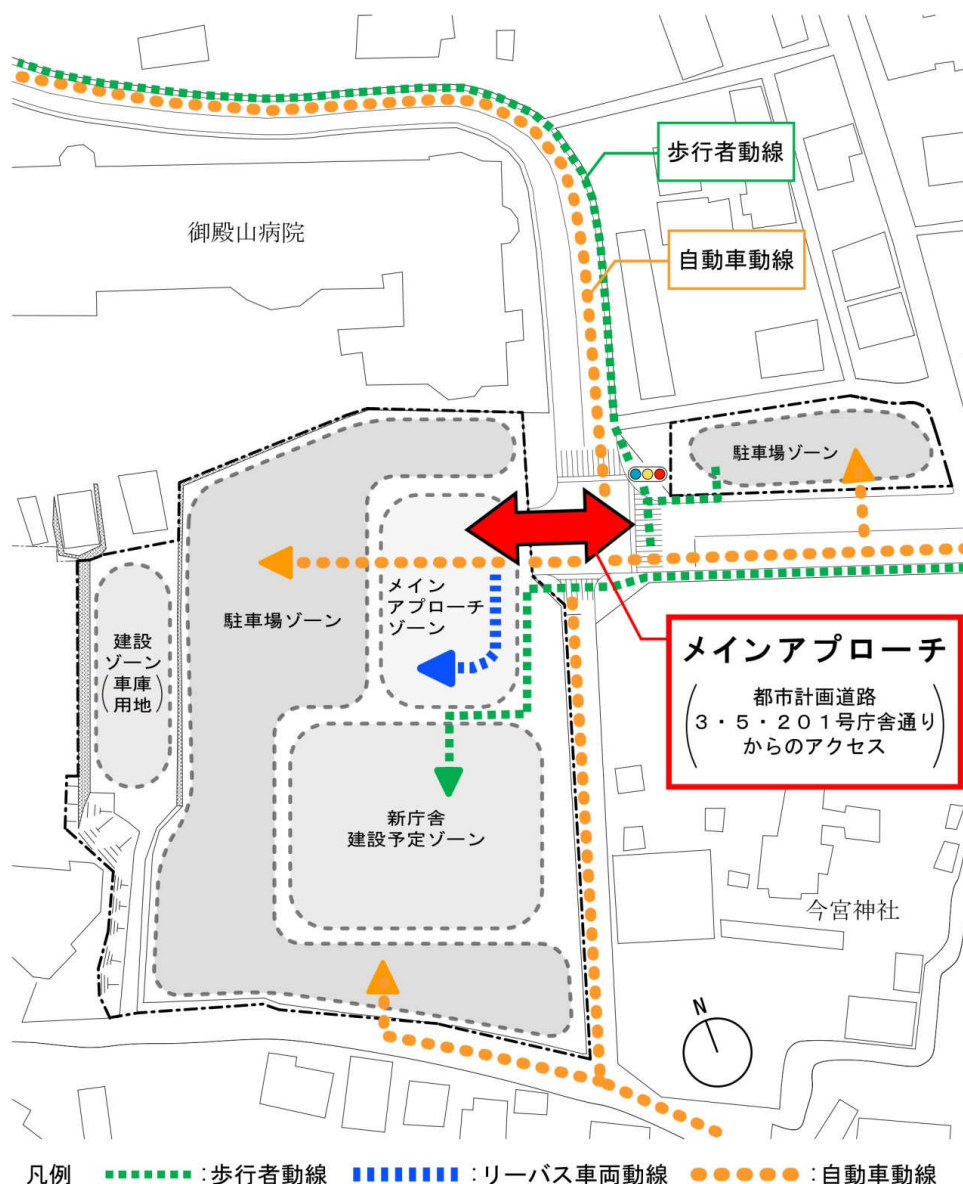 歩行者動線
御殿山病院
自動車動線
駐車場ゾーン
メイン
アプローチ
ゾーン
駐車場ゾーン
建設
ゾーン
(車庫
用地)
メインアプローチ
(都市計画道路
3・5・201号庁舎通り
からのアクセス)
新庁舎
建設予定ゾーン
今宮神社
N
凡例 :歩行者動線 :リーバス車両動線 :自動車動線